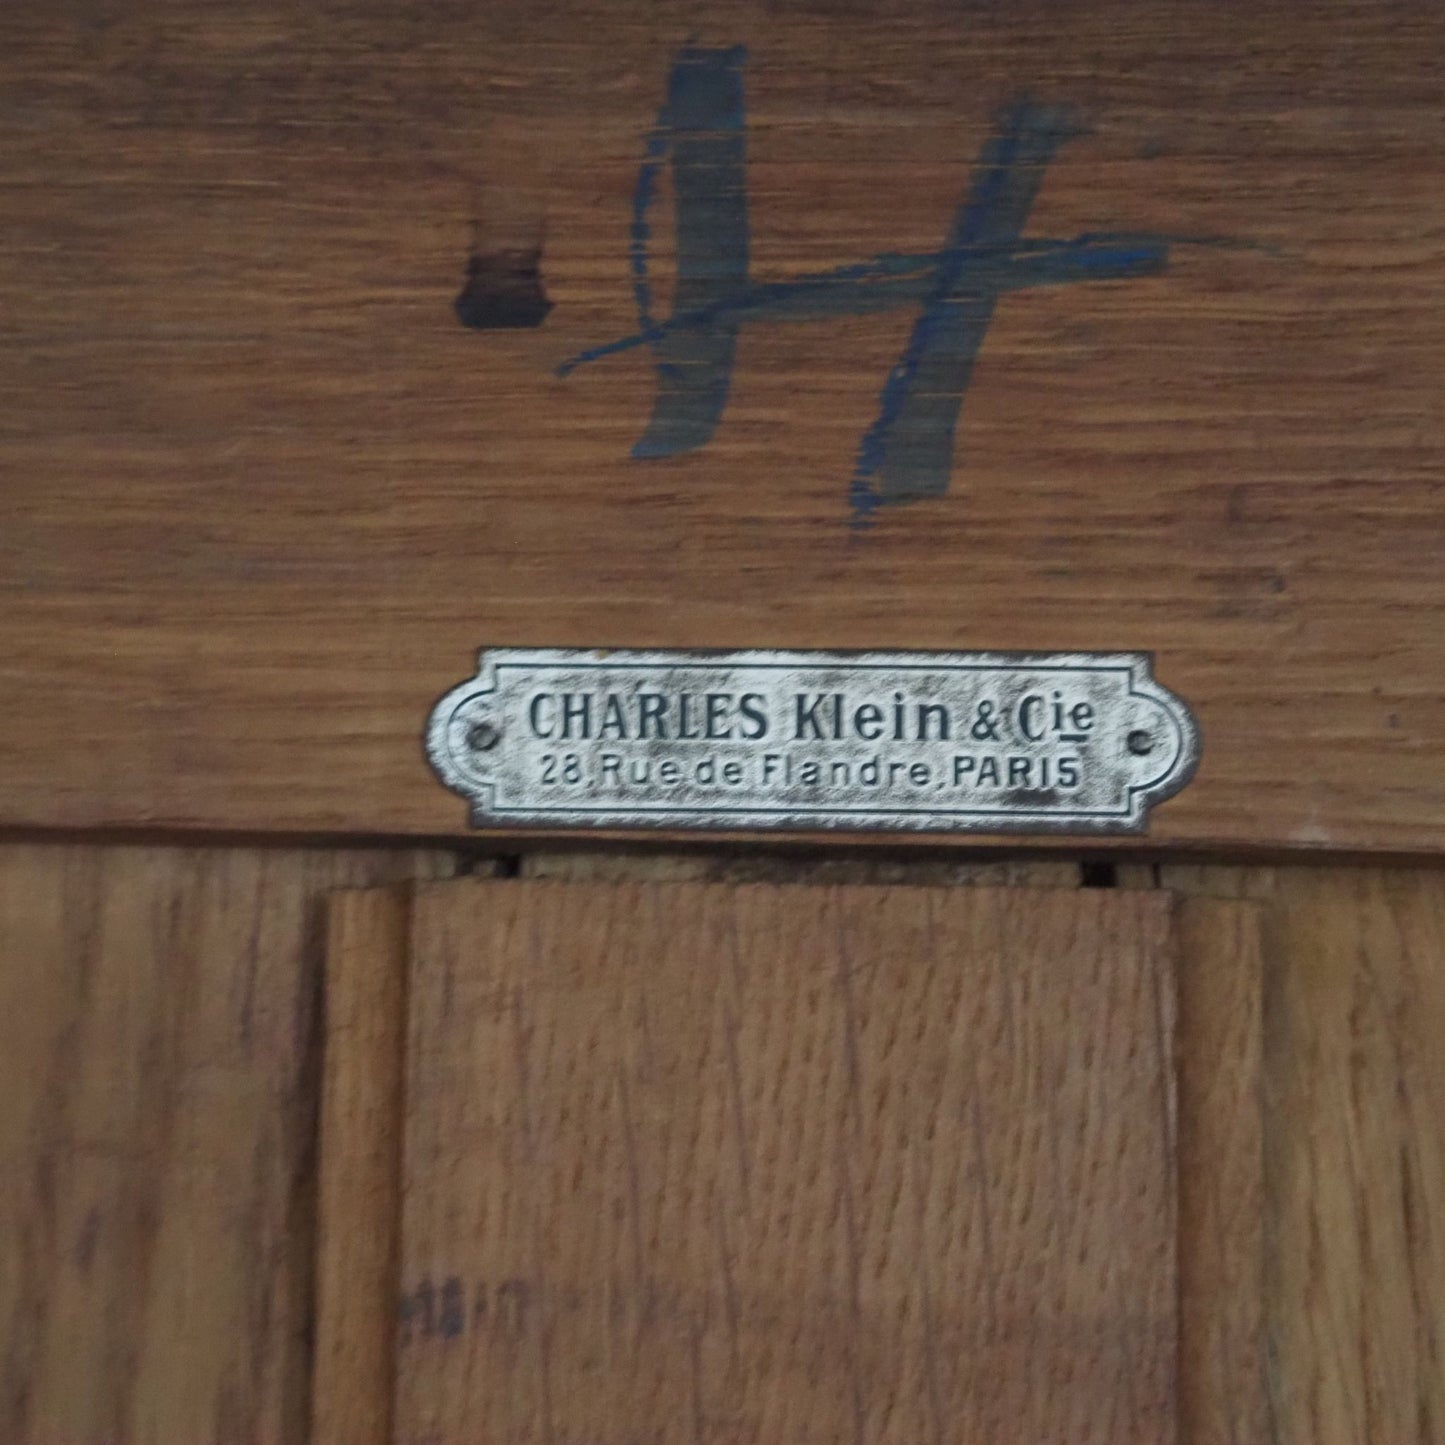 H
CHARLES Klein & Cie
28, Rue de Flandre, PARIS